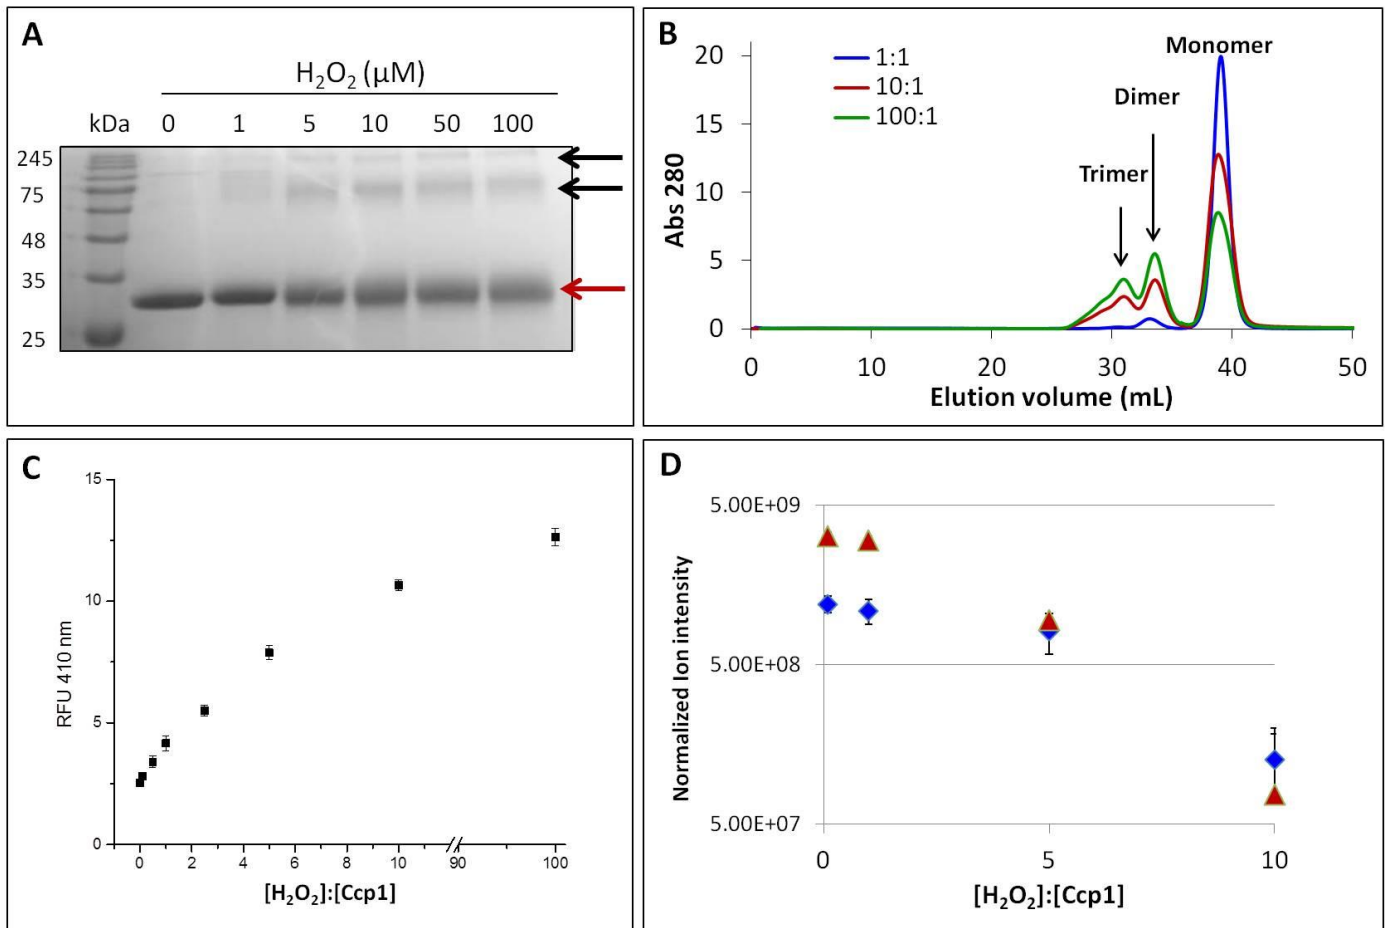 A
H₂O₂ (µM)
kDa 0 1 5 10 50 100
245
75
48
35
25
B
1:1
10:1
100:1
Monomer
Dimer
Trimer
Abs 280
20
15
10
5
0
0 10 20 30 40 50
Elution volume (mL)
C
RFU 410 nm
15
10
5
0
0 2 4 6 8 10 90 100
[H₂O₂]:[Ccp1]
D
Normalized Ion intensity
5.00E+09
5.00E+08
5.00E+07
0 5 10
[H₂O₂]:[Ccp1]